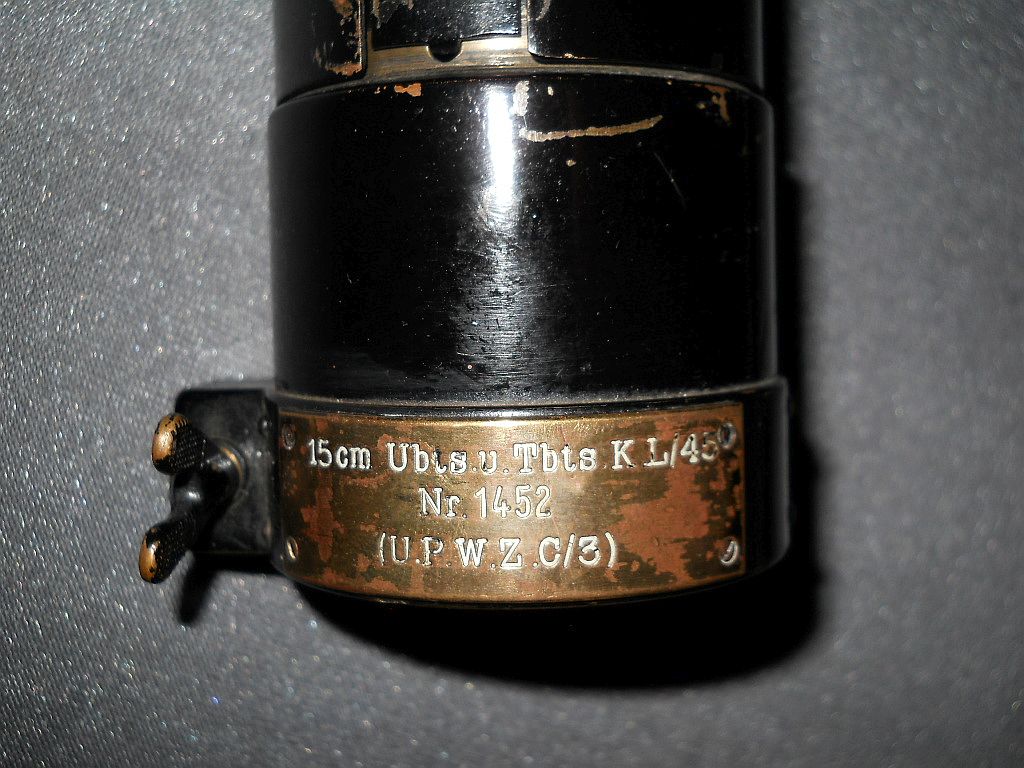 15cm Ubts.u.Tbts.K L/45
Nr. 1452
(U.P.W.Z.C/3)